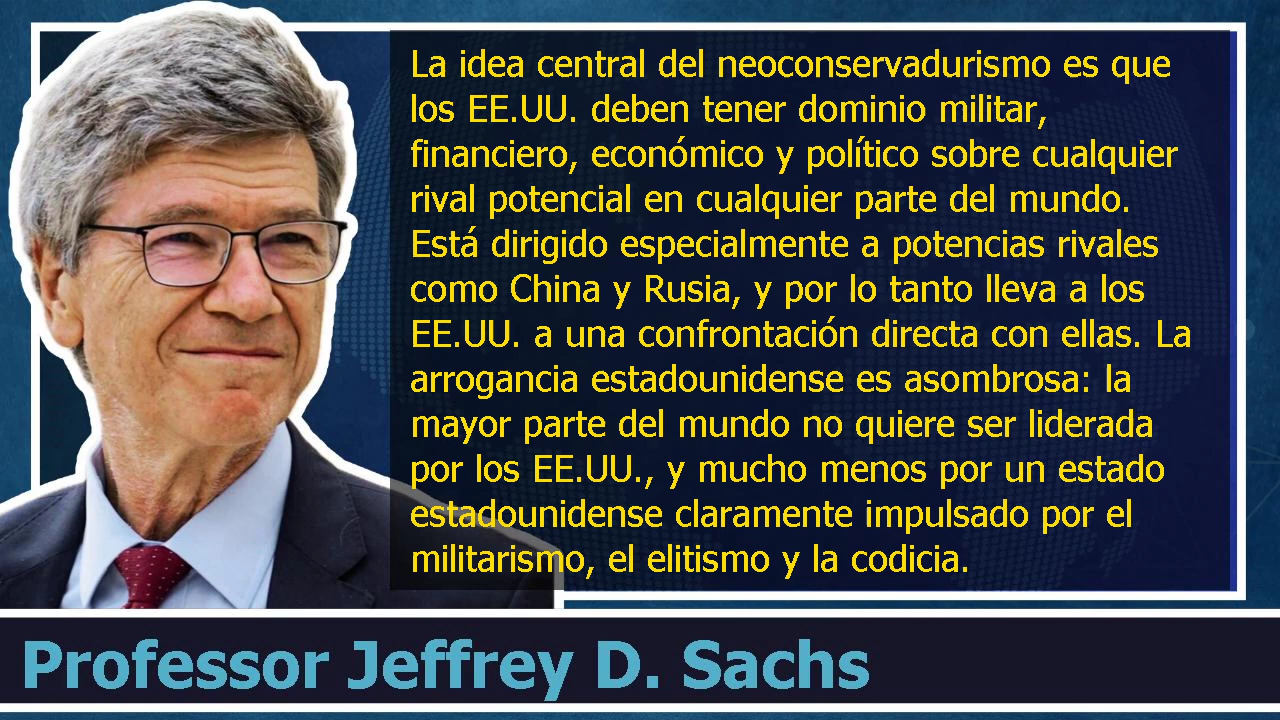 La idea central del neoconservadurismo es que
los EE.UU. deben tener dominio militar,
financiero, económico y político sobre cualquier
rival potencial en cualquier parte del mundo.
Está dirigido especialmente a potencias rivales
como China y Rusia, y por lo tanto lleva a los
EE.UU. a una confrontación directa con ellas. La
arrogancia estadounidense es asombrosa: la
mayor parte del mundo no quiere ser liderada
por los EE.UU., y mucho menos por un estado
estadounidense claramente impulsado por el
militarismo, el elitismo y la codicia.
Professor Jeffrey D. Sachs